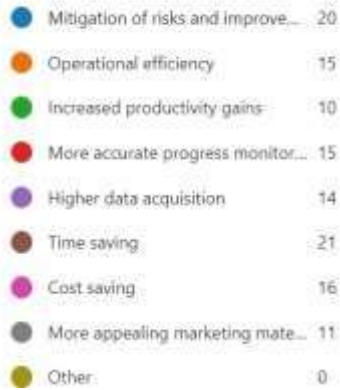 Mitigation of risks and improve... 20
Operational efficiency 15
Increased productivity gains 10
More accurate progress monitor... 15
Higher data acquisition 14
Time saving 21
Cost saving 16
More appealing marketing mate... 11
Other 0